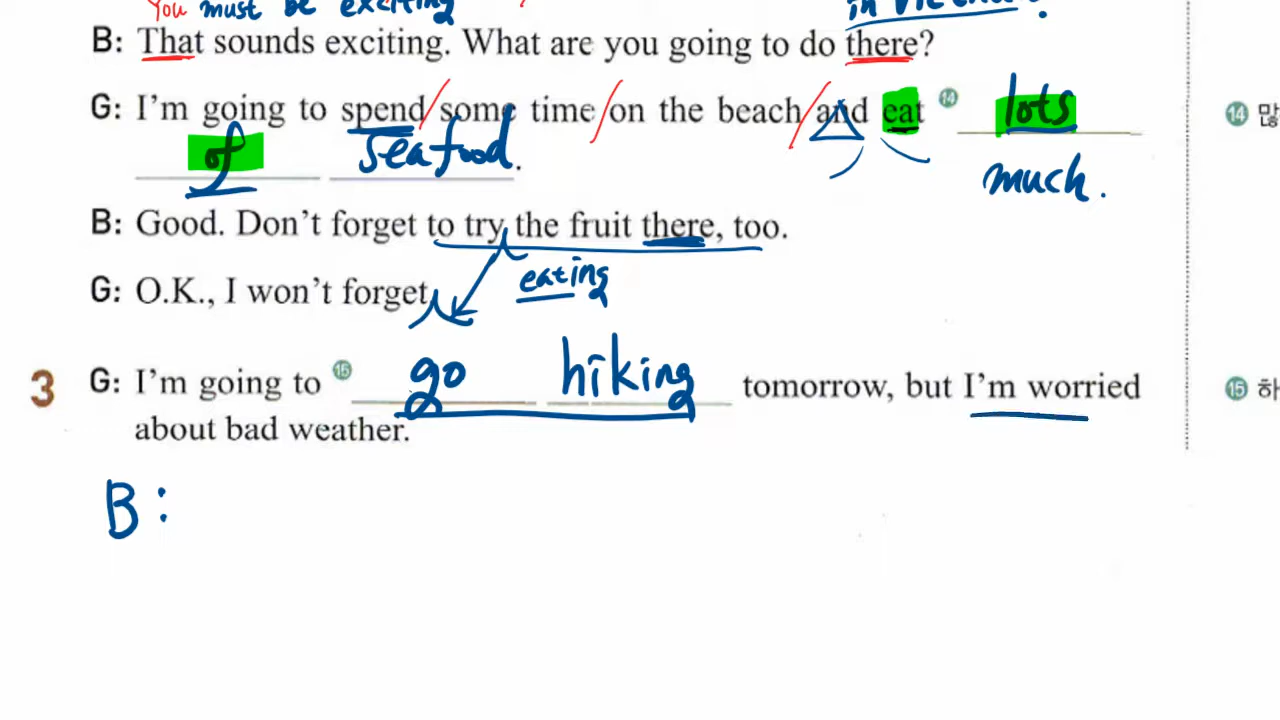 You must be exciting
B: That sounds exciting. What are you going to do there?
G: I'm going to spend some time on the beach and eat ⑭ lots
of seafood.
much.
⑭ 많
B: Good. Don't forget to try the fruit there, too.
eating
G: O.K., I won't forget.
3 G: I'm going to ⑮ go hiking tomorrow, but I'm worried
about bad weather.
⑮ 하
B: